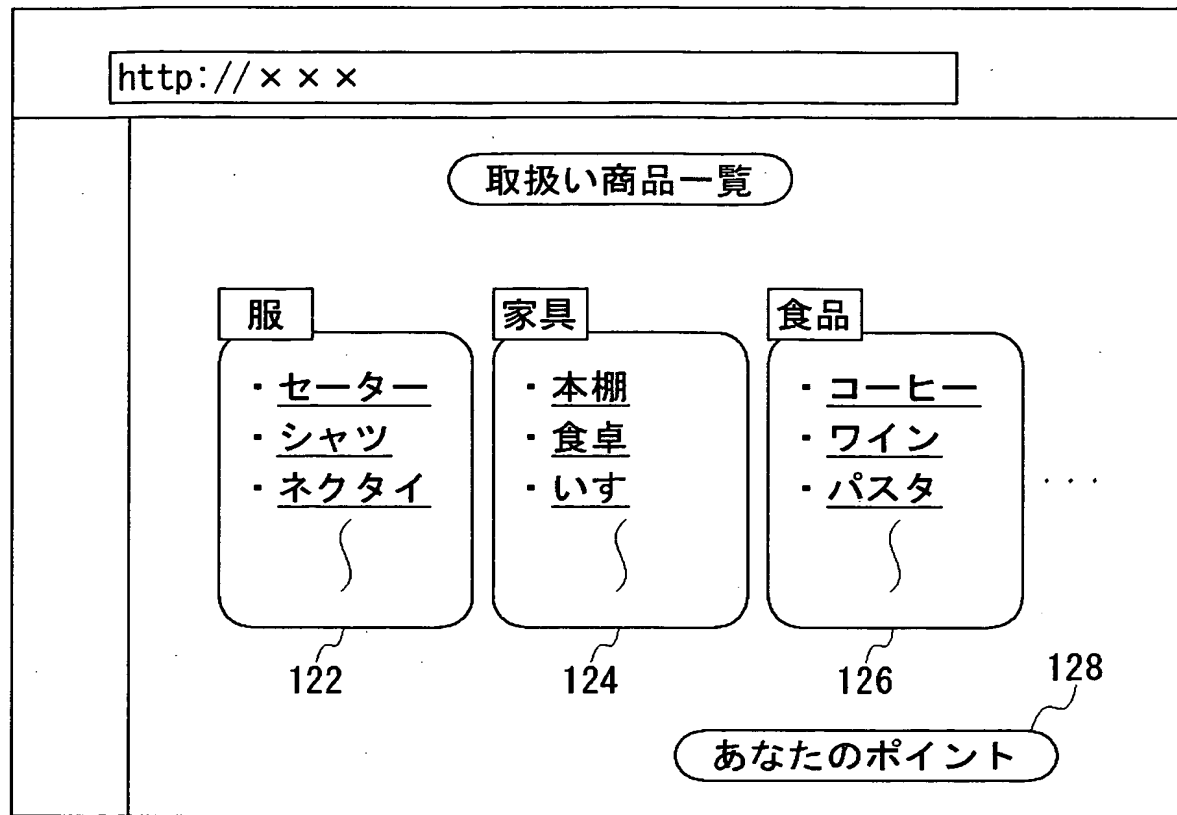 http://×××
取扱い商品一覧
服
・セーター
・シャツ
・ネクタイ
122
家具
・本棚
・食卓
・いす
124
食品
・コーヒー
・ワイン
・パスタ
126
・・・
128
あなたのポイント